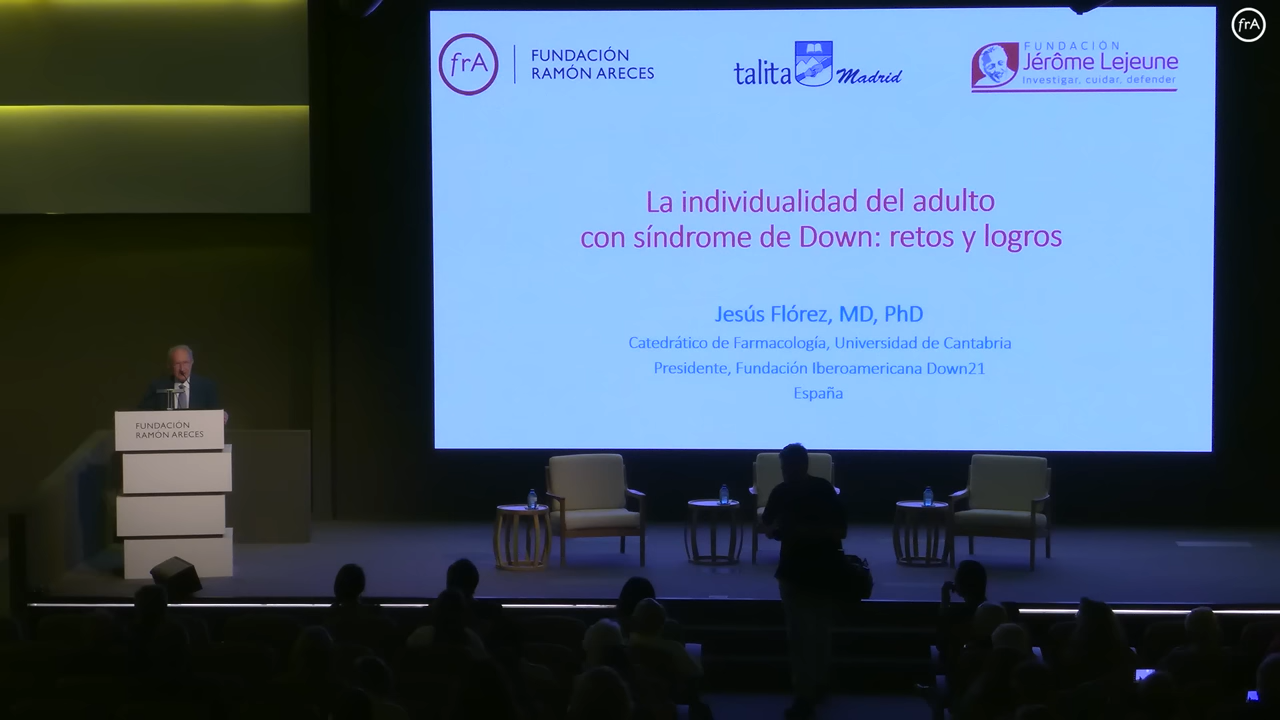 frA
FUNDACIÓN
RAMÓN ARECES
talita Madrid
FUNDACIÓN
Jérôme Lejeune
Investigar, cuidar, defender
frA
La individualidad del adulto
con síndrome de Down: retos y logros
Jesús Flórez, MD, PhD
Catedrático de Farmacología, Universidad de Cantabria
Presidente, Fundación Iberoamericana Down21
España
FUNDACIÓN
RAMÓN ARECES